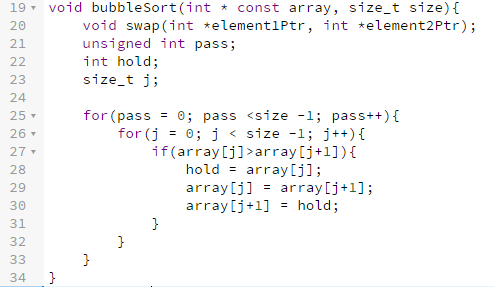 19 void bubbleSort(int * const array, size_t size){
20     void swap(int *element1Ptr, int *element2Ptr);
21     unsigned int pass;
22     int hold;
23     size_t j;
24
25     for(pass = 0; pass <size -1; pass++){
26         for(j = 0; j < size -1; j++){
27             if(array[j]>array[j+1]){
28                 hold = array[j];
29                 array[j] = array[j+1];
30                 array[j+1] = hold;
31             }
32         }
33     }
34 }